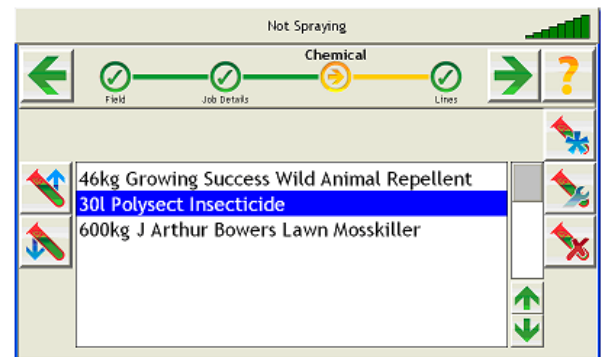 Not Spraying
Chemical
Field
Job Details
Lines
?
46kg Growing Success Wild Animal Repellent
30l Polysect Insecticide
600kg J Arthur Bowers Lawn Mosskiller